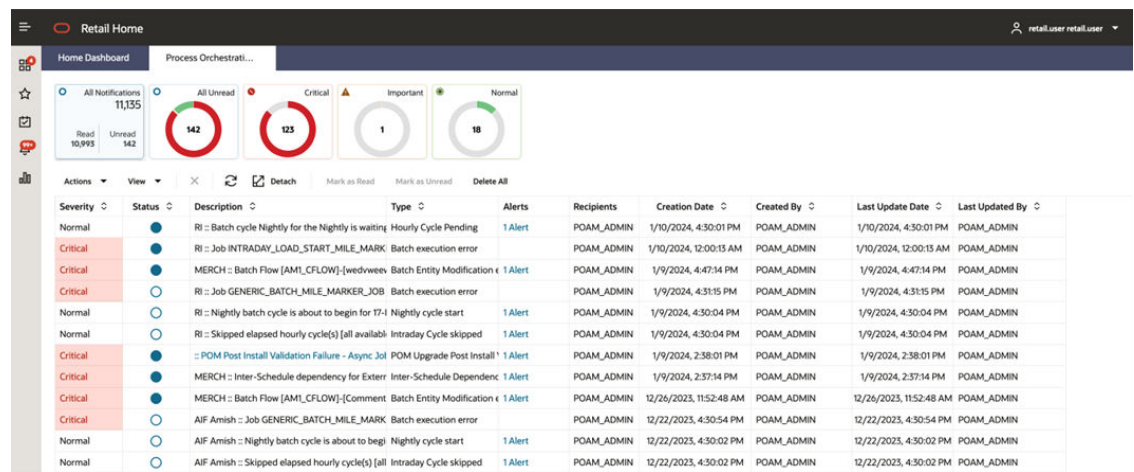 Retail Home
retail.user retail.user
4
99+
Home Dashboard
Process Orchestrati...
All Notifications
11,135
Read Unread
10,993 142
All Unread
142
Critical
123
Important
1
Normal
18
Actions View Detach Mark as Read Mark as Unread Delete All
Severity Status Description Type Alerts Recipients Creation Date Created By Last Update Date Last Updated By
Normal RI :: Batch cycle Nightly for the Nightly is waiting Hourly Cycle Pending 1 Alert POAM_ADMIN 1/10/2024, 4:30:01 PM POAM_ADMIN 1/10/2024, 4:30:01 PM POAM_ADMIN
Critical RI :: Job INTRADAY_LOAD_START_MILE_MARK Batch execution error POAM_ADMIN 1/10/2024, 12:00:13 AM POAM_ADMIN 1/10/2024, 12:00:13 AM POAM_ADMIN
Critical MERCH :: Batch Flow [AM1_CFLOW]-[wedvweev Batch Entity Modification e 1 Alert POAM_ADMIN 1/9/2024, 4:47:14 PM POAM_ADMIN 1/9/2024, 4:47:14 PM POAM_ADMIN
Critical RI :: Job GENERIC_BATCH_MILE_MARKER_JOB Batch execution error POAM_ADMIN 1/9/2024, 4:31:15 PM POAM_ADMIN 1/9/2024, 4:31:15 PM POAM_ADMIN
Normal RI :: Nightly batch cycle is about to begin for 17-I Nightly cycle start 1 Alert POAM_ADMIN 1/9/2024, 4:30:04 PM POAM_ADMIN 1/9/2024, 4:30:04 PM POAM_ADMIN
Normal RI :: Skipped elapsed hourly cycle(s) [all availabl Intraday Cycle skipped 1 Alert POAM_ADMIN 1/9/2024, 4:30:04 PM POAM_ADMIN 1/9/2024, 4:30:04 PM POAM_ADMIN
Critical :: POM Post Install Validation Failure - Async Jol POM Upgrade Post Install 1 Alert POAM_ADMIN 1/9/2024, 2:38:01 PM POAM_ADMIN 1/9/2024, 2:38:01 PM POAM_ADMIN
Critical MERCH :: Inter-Schedule dependency for Exterr Inter-Schedule Dependenc 1 Alert POAM_ADMIN 1/9/2024, 2:37:14 PM POAM_ADMIN 1/9/2024, 2:37:14 PM POAM_ADMIN
Critical MERCH :: Batch Flow [AM1_CFLOW]-[Comment Batch Entity Modification e 1 Alert POAM_ADMIN 12/26/2023, 11:52:48 AM POAM_ADMIN 12/26/2023, 11:52:48 AM POAM_ADMIN
Critical AIF Amish :: Job GENERIC_BATCH_MILE_MARK Batch execution error POAM_ADMIN 12/22/2023, 4:30:54 PM POAM_ADMIN 12/22/2023, 4:30:54 PM POAM_ADMIN
Normal AIF Amish :: Nightly batch cycle is about to begi Nightly cycle start 1 Alert POAM_ADMIN 12/22/2023, 4:30:02 PM POAM_ADMIN 12/22/2023, 4:30:02 PM POAM_ADMIN
Normal AIF Amish :: Skipped elapsed hourly cycle(s) [all Intraday Cycle skipped 1 Alert POAM_ADMIN 12/22/2023, 4:30:02 PM POAM_ADMIN 12/22/2023, 4:30:02 PM POAM_ADMIN